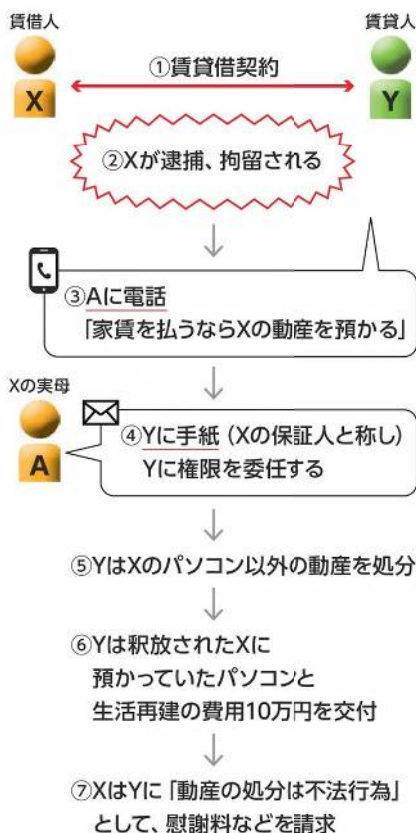 賃借人
賃貸人
①賃貸借契約
X
Y
②Xが逮捕、拘留される
③Aに電話
「家賃を払うならXの動産を預かる」
Xの実母
A
④Yに手紙（Xの保証人と称し）
Yに権限を委任する
⑤YはXのパソコン以外の動産を処分
⑥Yは釈放されたXに
預かっていたパソコンと
生活再建の費用10万円を交付
⑦XはYに「動産の処分は不法行為」
として、慰謝料などを請求